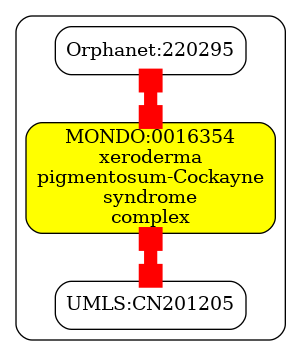 Orphanet:220295
MONDO:0016354
xeroderma
pigmentosum-Cockayne
syndrome
complex
UMLS:CN201205